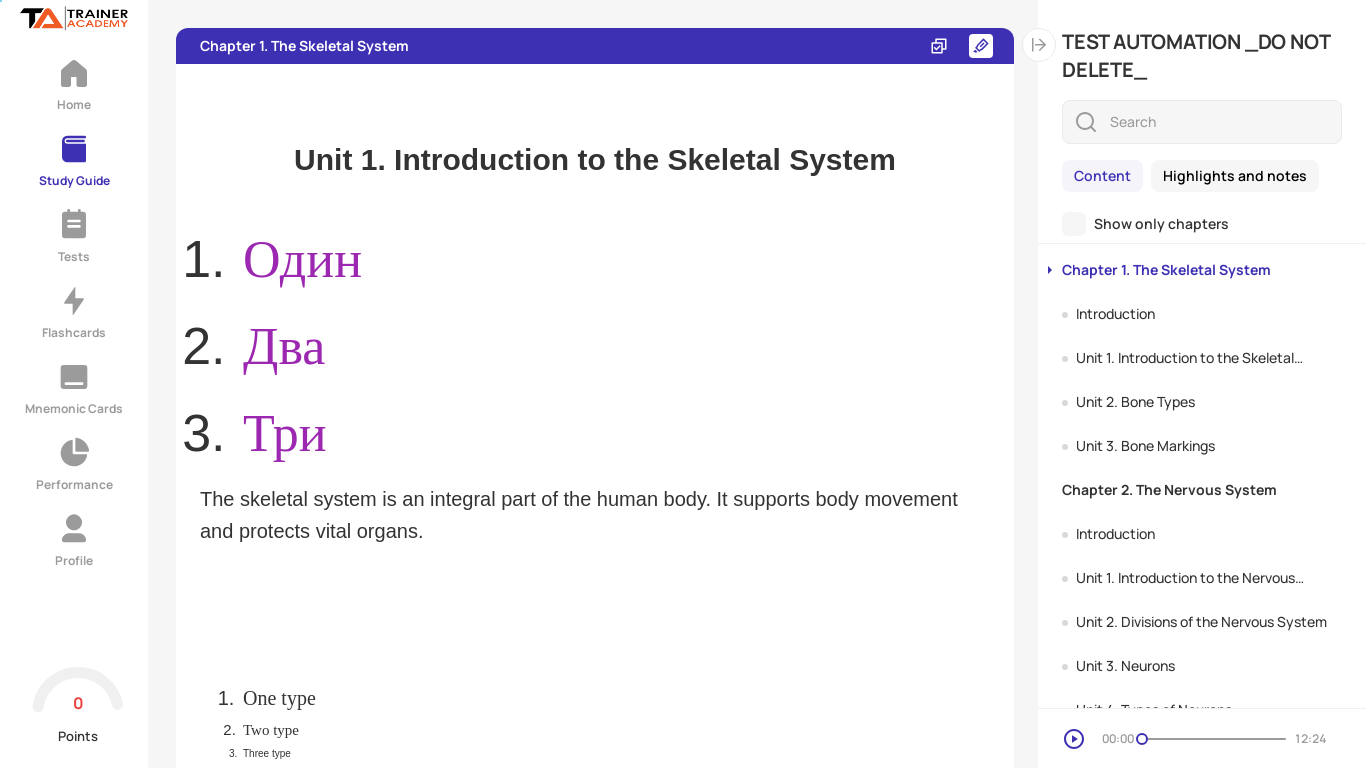 TRAINER
ACADEMY
Home
Study Guide
Tests
Flashcards
Mnemonic Cards
Performance
Profile
0
Points
Chapter 1. The Skeletal System
Unit 1. Introduction to the Skeletal System
1. Один
2. Два
3. Три
The skeletal system is an integral part of the human body. It supports body movement
and protects vital organs.
1. One type
2. Two type
3. Three type
TEST AUTOMATION _DO NOT
DELETE_
Search
Content
Highlights and notes
Show only chapters
Chapter 1. The Skeletal System
Introduction
Unit 1. Introduction to the Skeletal...
Unit 2. Bone Types
Unit 3. Bone Markings
Chapter 2. The Nervous System
Introduction
Unit 1. Introduction to the Nervous...
Unit 2. Divisions of the Nervous System
Unit 3. Neurons
Unit 4. Types of Neurons
00:00
12:24